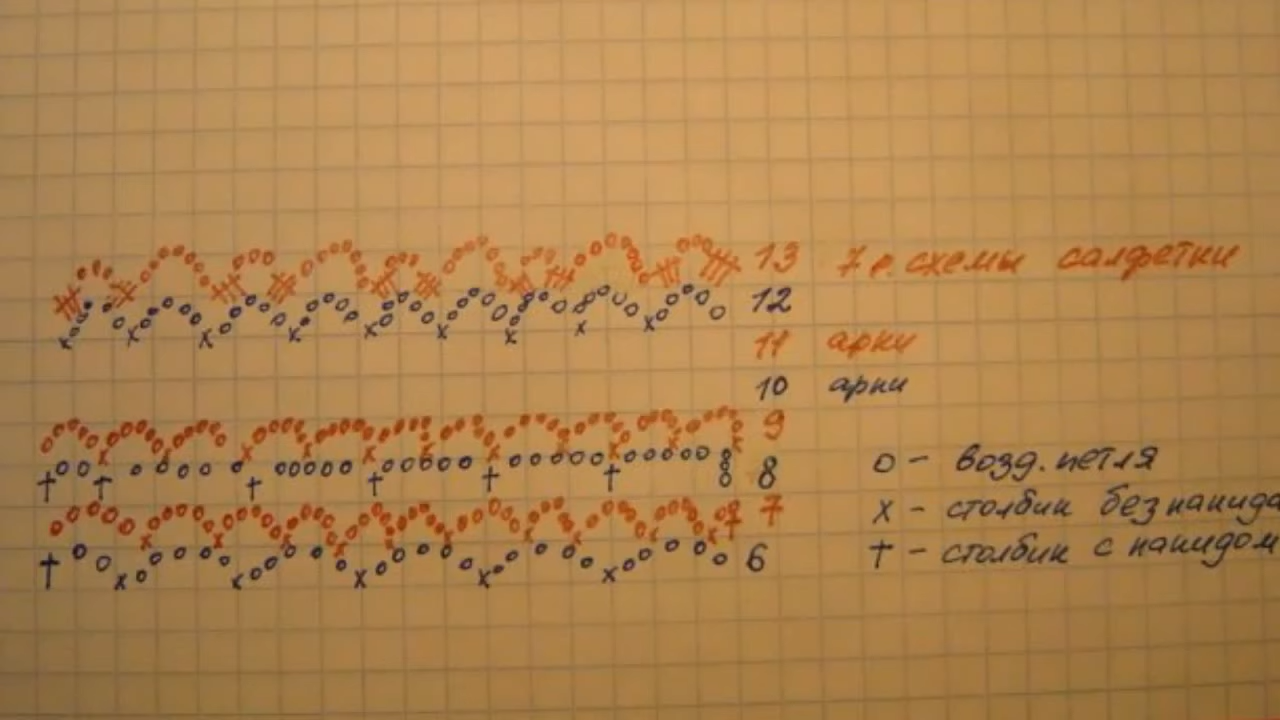 13 7 р. схемы салфетки
12
11 арки
10 арки
9
8
7
6
о - возд. петля
х - столбик без накида
† - столбик с накидом